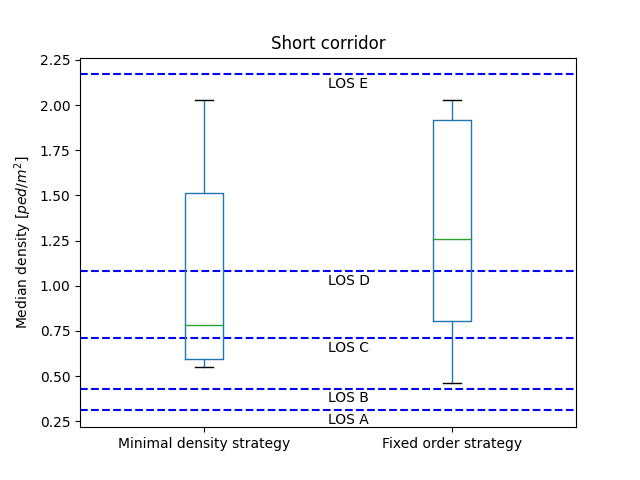 Short corridor
Median density [ped/m²]
2.25
2.00
1.75
1.50
1.25
1.00
0.75
0.50
0.25
LOS E
LOS D
LOS C
LOS B
LOS A
Minimal density strategy
Fixed order strategy